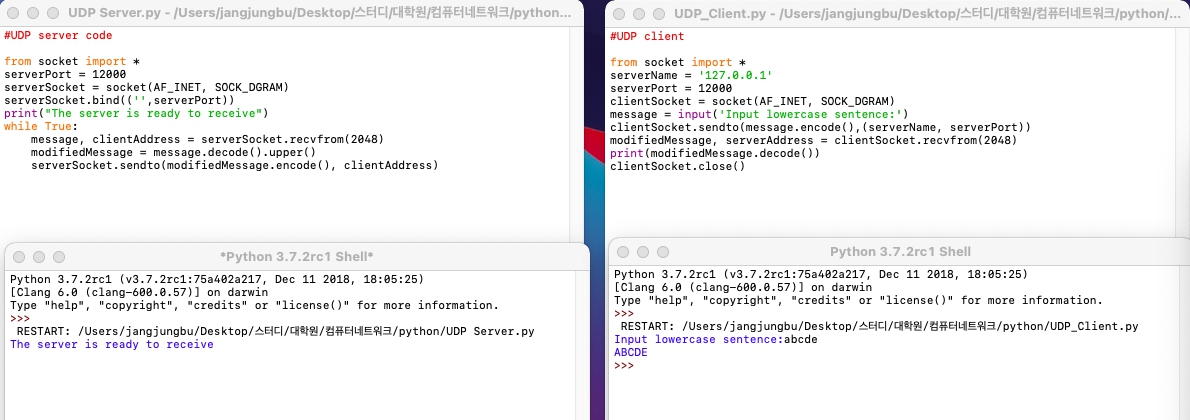 UDP Server.py - /Users/jangjungbu/Desktop/스터디/대학원/컴퓨터네트워크/python...
#UDP server code
from socket import *
serverPort = 12000
serverSocket = socket(AF_INET, SOCK_DGRAM)
serverSocket.bind(('',serverPort))
print("The server is ready to receive")
while True:
    message, clientAddress = serverSocket.recvfrom(2048)
    modifiedMessage = message.decode().upper()
    serverSocket.sendto(modifiedMessage.encode(), clientAddress)
*Python 3.7.2rc1 Shell*
Python 3.7.2rc1 (v3.7.2rc1:75a402a217, Dec 11 2018, 18:05:25)
[Clang 6.0 (clang-600.0.57)] on darwin
Type "help", "copyright", "credits" or "license()" for more information.
>>>
 RESTART: /Users/jangjungbu/Desktop/스터디/대학원/컴퓨터네트워크/python/UDP Server.py
The server is ready to receive
UDP_Client.py - /Users/jangjungbu/Desktop/스터디/대학원/컴퓨터네트워크/python/...
#UDP client
from socket import *
serverName = '127.0.0.1'
serverPort = 12000
clientSocket = socket(AF_INET, SOCK_DGRAM)
message = input('Input lowercase sentence:')
clientSocket.sendto(message.encode(),(serverName, serverPort))
modifiedMessage, serverAddress = clientSocket.recvfrom(2048)
print(modifiedMessage.decode())
clientSocket.close()
Python 3.7.2rc1 Shell
Python 3.7.2rc1 (v3.7.2rc1:75a402a217, Dec 11 2018, 18:05:25)
[Clang 6.0 (clang-600.0.57)] on darwin
Type "help", "copyright", "credits" or "license()" for more information.
>>>
 RESTART: /Users/jangjungbu/Desktop/스터디/대학원/컴퓨터네트워크/python/UDP_Client.py
Input lowercase sentence:abcde
ABCDE
>>>